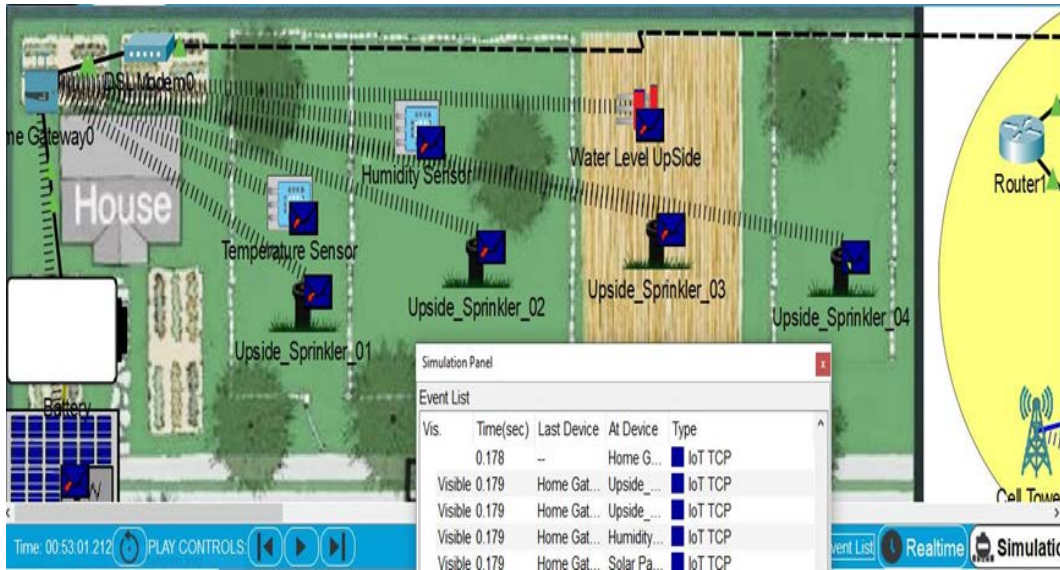 DSL Modem0
me Gateway0
House
Humidity Sensor
Water Level UpSide
Router1
Temperature Sensor
Upside_Sprinkler_01
Upside_Sprinkler_02
Upside_Sprinkler_03
Upside_Sprinkler_04
Battery
Cell Towe
Simulation Panel
x
Event List
Vis. Time(sec) Last Device At Device Type
0.178 -- Home G... IoT TCP
Visible 0.179 Home Gat... Upside_... IoT TCP
Visible 0.179 Home Gat... Upside_... IoT TCP
Visible 0.179 Home Gat... Humidity... IoT TCP
Visible 0.179 Home Gat... Solar Pa... IoT TCP
Time: 00:53:01.212 PLAY CONTROLS: vent List Realtime Simulatio